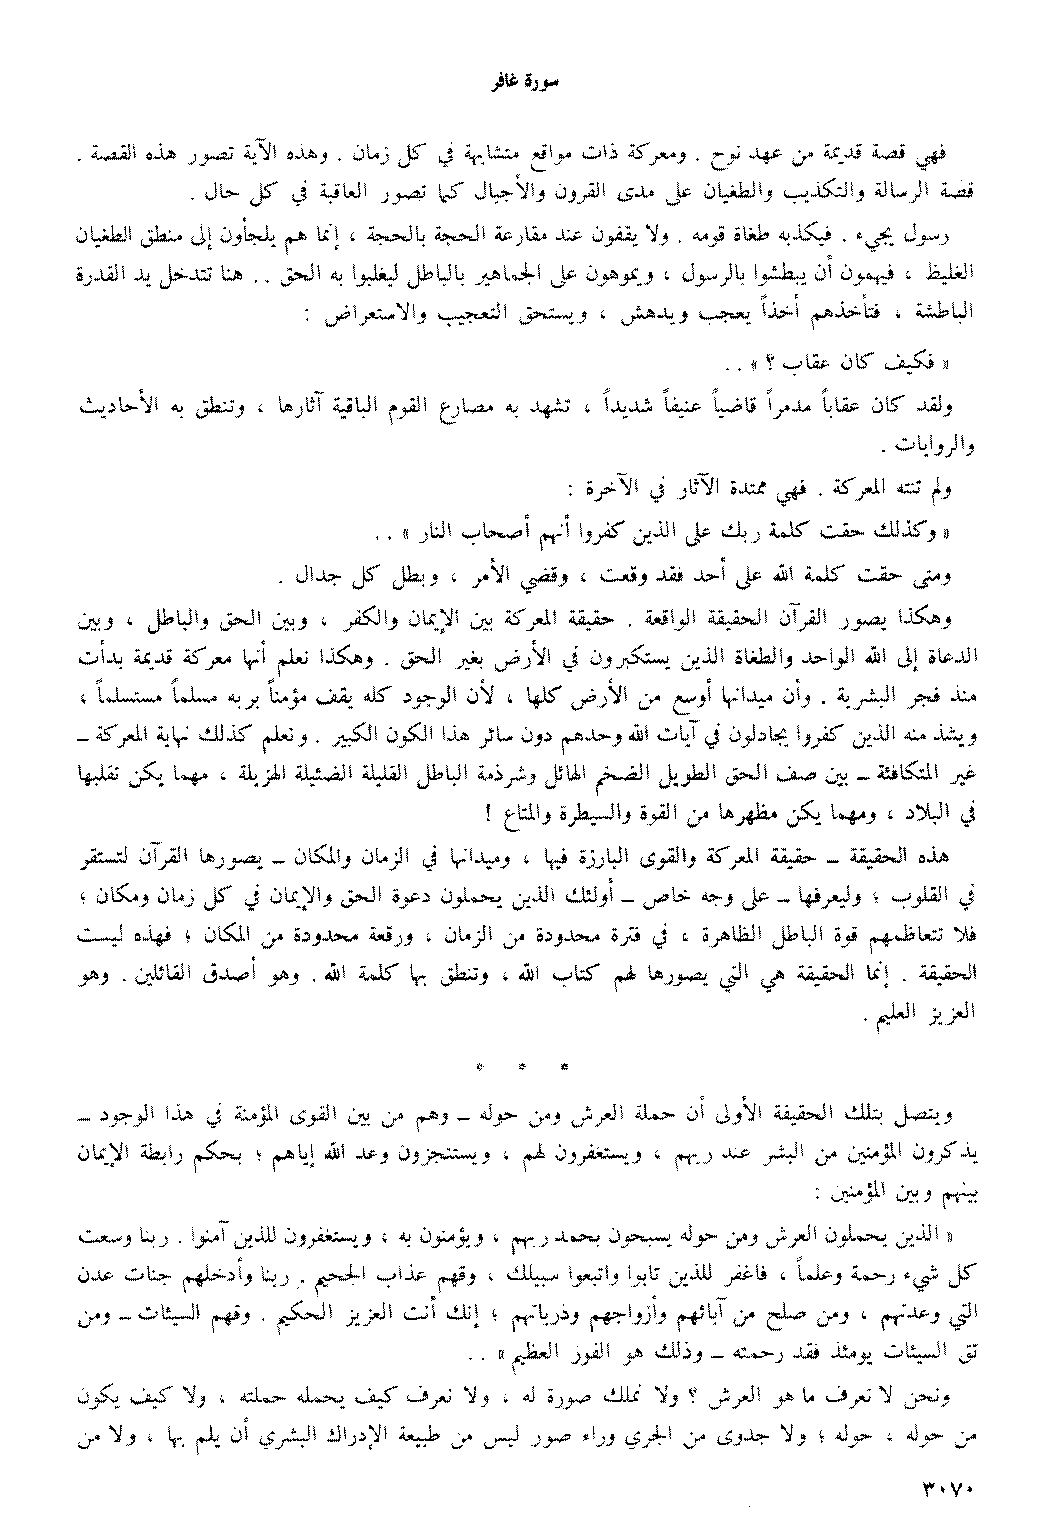 سورة غافر
فهي قصة قديمة من عهد نوح . ومعركة ذات مواقع متشابهة في كل زمان . وهذه الآية تصور هذه القصة .
قصة الرسالة والتكذيب والطغيان على مدى القرون والأجيال كما تصور العاقبة في كل حال .
رسول يجيء . فيكذبه طغاة قومه . ولا يقفون عند مقارعة الحجة بالحجة ، إنما هم يلجأون إلى منطق الطغيان
الغليظ ، فيهمون أن يبطشوا بالرسول ، ويموهون على الجماهير بالباطل ليغلبوا به الحق .. هنا تتدخل يد القدرة
الباطشة ، فتأخذهم أخذاً يعجب ويدهش ، ويستحق التعجيب والاستعراض :
« فكيف كان عقاب ؟ » ..
ولقد كان عقاباً مدمراً قاضياً عنيفاً شديداً ، تشهد به مصارع القوم الباقية آثارها ، وتنطق به الأحاديث
والروايات .
ولم تنته المعركة . فهي ممتدة الآثار في الآخرة :
« وكذلك حقت كلمة ربك على الذين كفروا أنهم أصحاب النار » ..
ومتى حقت كلمة الله على أحد فقد وقعت ، وقضي الأمر ، وبطل كل جدال .
وهكذا يصور القرآن الحقيقة الواقعة . حقيقة المعركة بين الإيمان والكفر ، وبين الحق والباطل ، وبين
الدعاة إلى الله الواحد والطغاة الذين يستكبرون في الأرض بغير الحق . وهكذا نعلم أنها معركة قديمة بدأت
منذ فجر البشرية . وأن ميدانها أوسع من الأرض كلها ، لأن الوجود كله يقف مؤمناً بربه مسلماً مستسلماً ،
ويشذ منه الذين كفروا يجادلون في آيات الله وحدهم دون سائر هذا الكون الكبير . ونعلم كذلك نهاية المعركة –
غير المتكافئة – بين صف الحق الطويل الضخم الهائل وشرذمة الباطل القليلة الضئيلة الهزيلة ، مهما يكن تقلبها
في البلاد ، ومهما يكن مظهرها من القوة والسيطرة والمتاع !
هذه الحقيقة – حقيقة المعركة والقوى البارزة فيها ، وميدانها في الزمان والمكان – يصورها القرآن لتستقر
في القلوب ؛ وليعرفها – على وجه خاص – أولئك الذين يحملون دعوة الحق والإيمان في كل زمان ومكان ؛
فلا تتعاظمهم قوة الباطل الظاهرة ، في فترة محدودة من الزمان ، ورقعة محدودة من المكان ؛ فهذه ليست
الحقيقة . إنما الحقيقة هي التي يصورها لهم كتاب الله ، وتنطق بها كلمة الله . وهو أصدق القائلين . وهو
العزيز العليم .
* * *
ويتصل بتلك الحقيقة الأولى أن حملة العرش ومن حوله – وهم من بين القوى المؤمنة في هذا الوجود –
يذكرون المؤمنين من البشر عند ربهم ، ويستغفرون لهم ، ويستنجزون وعد الله إياهم ؛ بحكم رابطة الإيمان
بينهم وبين المؤمنين :
« الذين يحملون العرش ومن حوله يسبحون بحمد ربهم ، ويؤمنون به ، ويستغفرون للذين آمنوا . ربنا وسعت
كل شيء رحمة وعلماً ، فاغفر للذين تابوا واتبعوا سبيلك ، وقهم عذاب الجحيم . ربنا وأدخلهم جنات عدن
التي وعدتهم ، ومن صلح من آبائهم وأزواجهم وذرياتهم ؛ إنك أنت العزيز الحكيم . وقهم السيئات – ومن
تق السيئات يومئذ فقد رحمته – وذلك هو الفوز العظيم » ..
ونحن لا نعرف ما هو العرش ؟ ولا نملك صورة له ، ولا نعرف كيف يحمله حملته ، ولا كيف يكون
من حوله ، حوله ؛ ولا جدوى من الجري وراء صور ليس من طبيعة الإدراك البشري أن يلم بها ، ولا من
٣٠٧٠